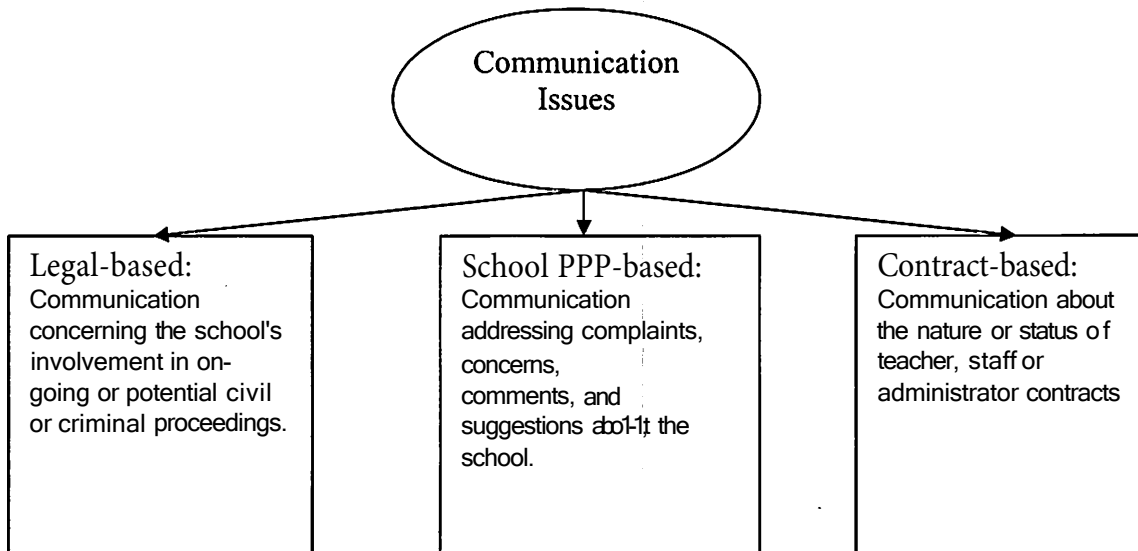 Communication
Issues
Legal-based:
Communication
concerning the school's
involvement in on-
going or potential civil
or criminal proceedings.
School PPP-based:
Communication
addressing complaints,
concerns,
comments, and
suggestions the
school.
Contract-based:
Communication about
the nature or status of
teacher, staff or
administrator contracts